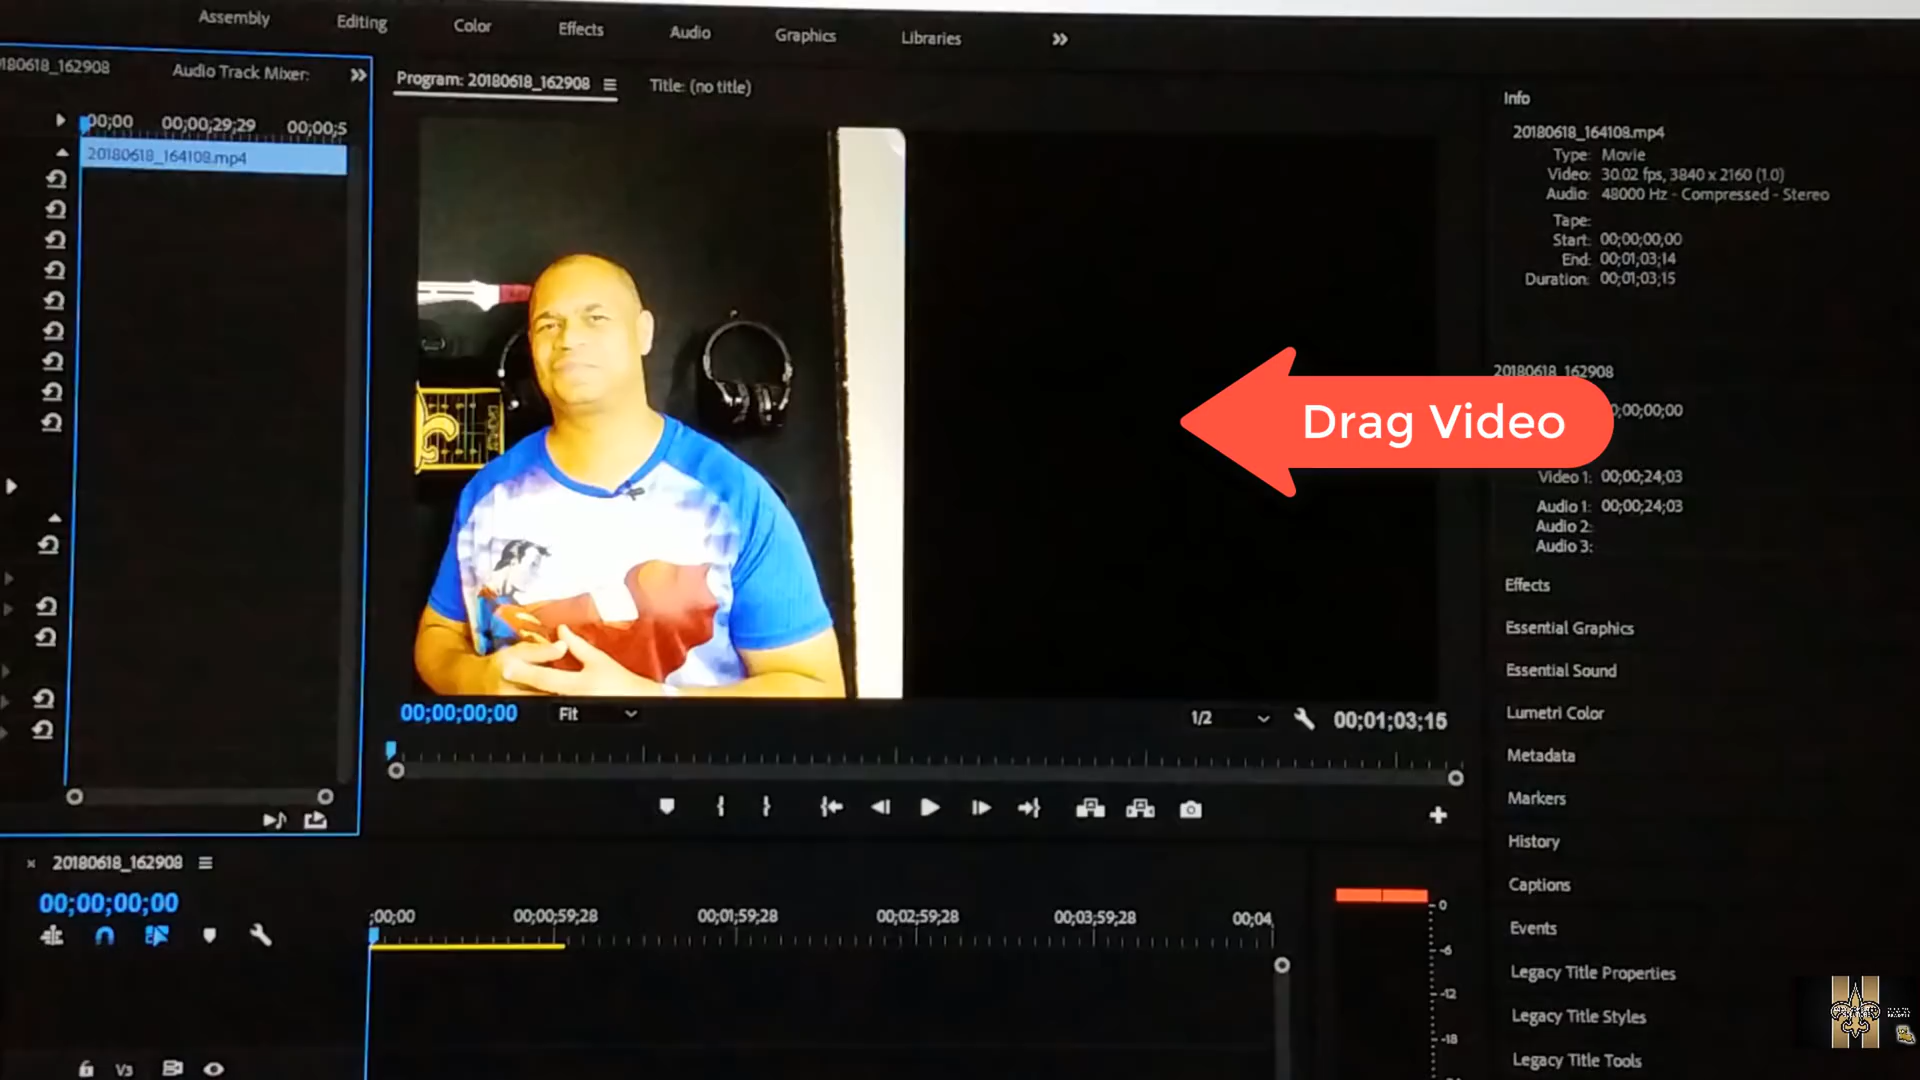 Assembly
Editing
Color
Effects
Audio
Graphics
Libraries
20180618_162908
Audio Track Mixer:
Program: 20180618_162908
Title: (no title)
00;00
00;00;29;29
00;00;5
20180618_164108.mp4
Info
20180618_164108.mp4
Type: Movie
Video: 30.02 fps, 3840 x 2160 (1.0)
Audio: 48000 Hz - Compressed - Stereo
Tape:
Start: 00;00;00;00
End: 00;01;03;14
Duration: 00;01;03;15
20180618_162908
0;00;00;00
Drag Video
Video 1: 00;00;24;03
Audio 1: 00;00;24;03
Audio 2:
Audio 3:
Effects
Essential Graphics
Essential Sound
Lumetri Color
Metadata
Markers
History
Captions
Events
Legacy Title Properties
Legacy Title Styles
Legacy Title Tools
00;00;00;00
Fit
1/2
00;01;03;15
20180618_162908
00;00;00;00
;00;00
00;00;59;28
00;01;59;28
00;02;59;28
00;03;59;28
00;04
0
-6
-12
-18
V3